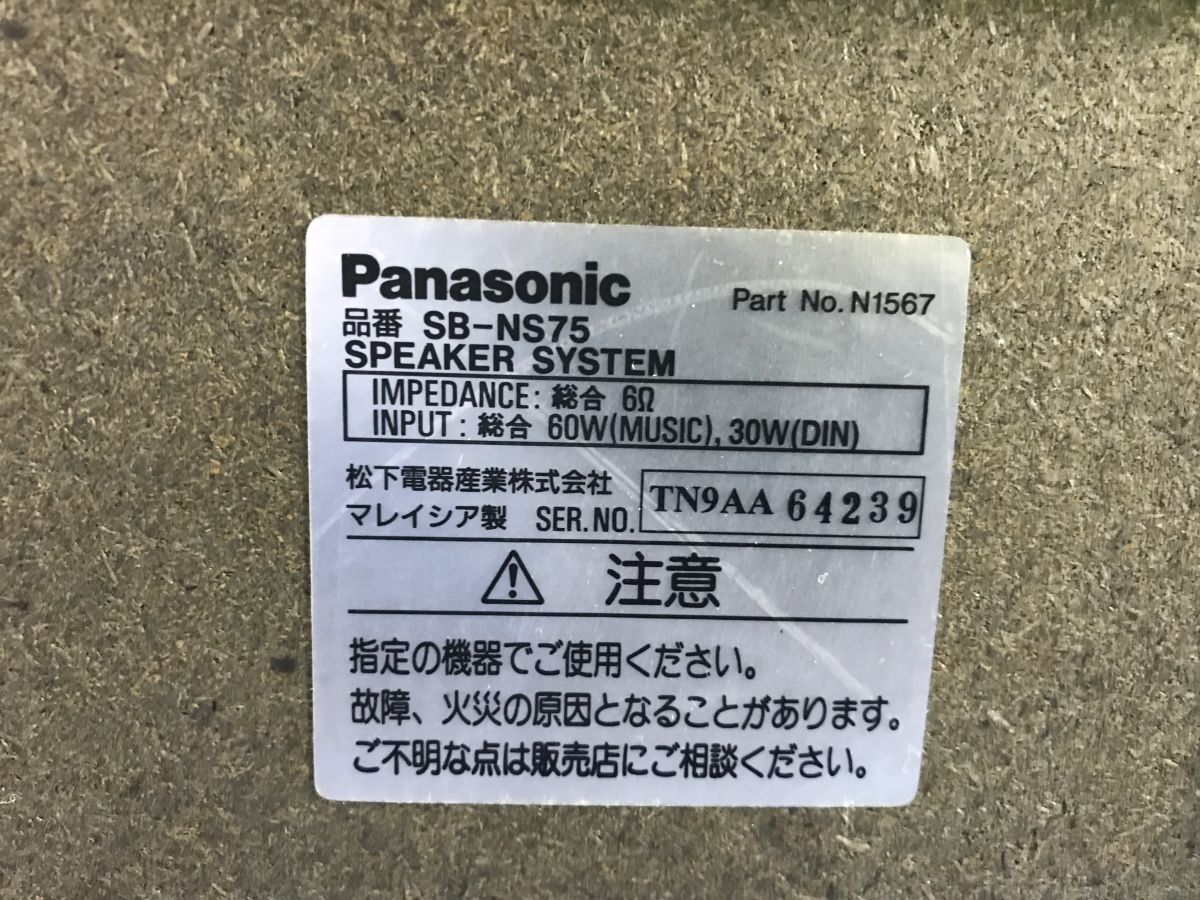 Panasonic
Part No. N1567
品番 SB-NS75
SPEAKER SYSTEM
IMPEDANCE: 総合 6Ω
INPUT : 総合 60W(MUSIC), 30W(DIN)
松下電器産業株式会社
マレイシア製 SER.NO. TN9AA 64239
注意
指定の機器でご使用ください。
故障、火災の原因となることがあります。
ご不明な点は販売店にご相談ください。